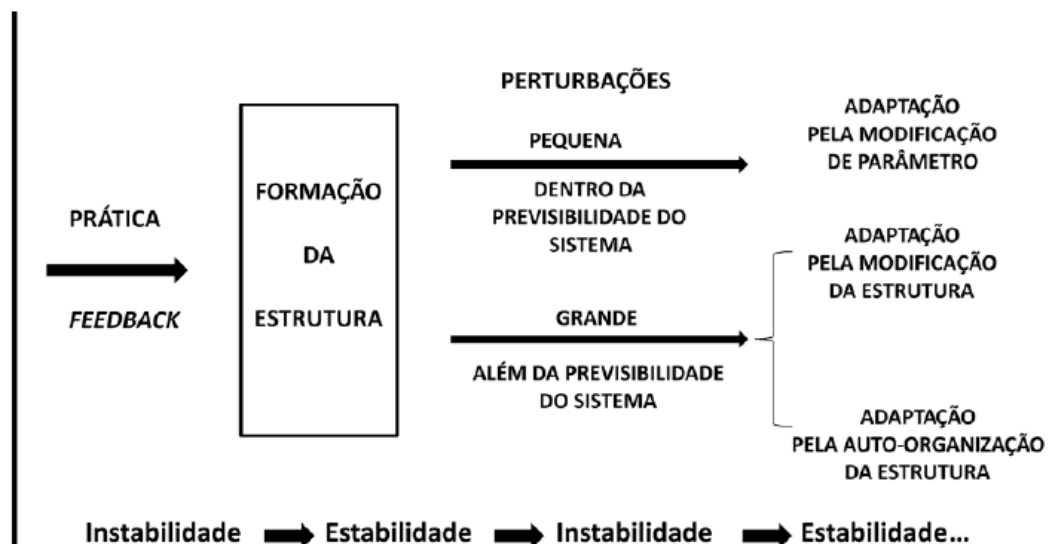 PRÁTICA
FEEDBACK
FORMAÇÃO
DA
ESTRUTURA
PERTURBAÇÕES
PEQUENA
DENTRO DA
PREVISIBILIDADE DO
SISTEMA
GRANDE
ALÉM DA PREVISIBILIDADE
DO SISTEMA
ADAPTAÇÃO
PELA MODIFICAÇÃO
DE PARÂMETRO
ADAPTAÇÃO
PELA MODIFICAÇÃO
DA ESTRUTURA
ADAPTAÇÃO
PELA AUTO-ORGANIZAÇÃO
DA ESTRUTURA
Instabilidade Estabilidade Instabilidade Estabilidade...